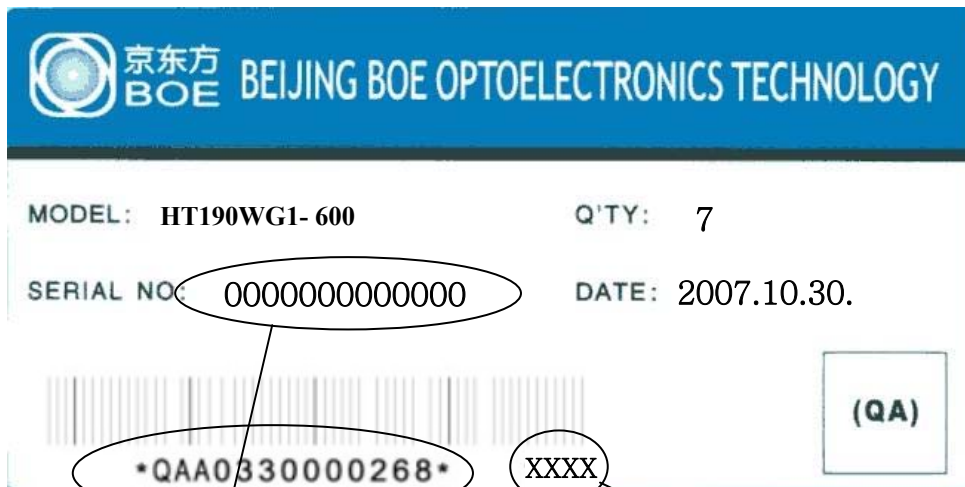 京东方
BOE BEIJING BOE OPTOELECTRONICS TECHNOLOGY
MODEL: HT190WG1- 600 Q'TY: 7
SERIAL NO: 0000000000000 DATE: 2007.10.30.
(QA)
*QAA0330000268* XXXX